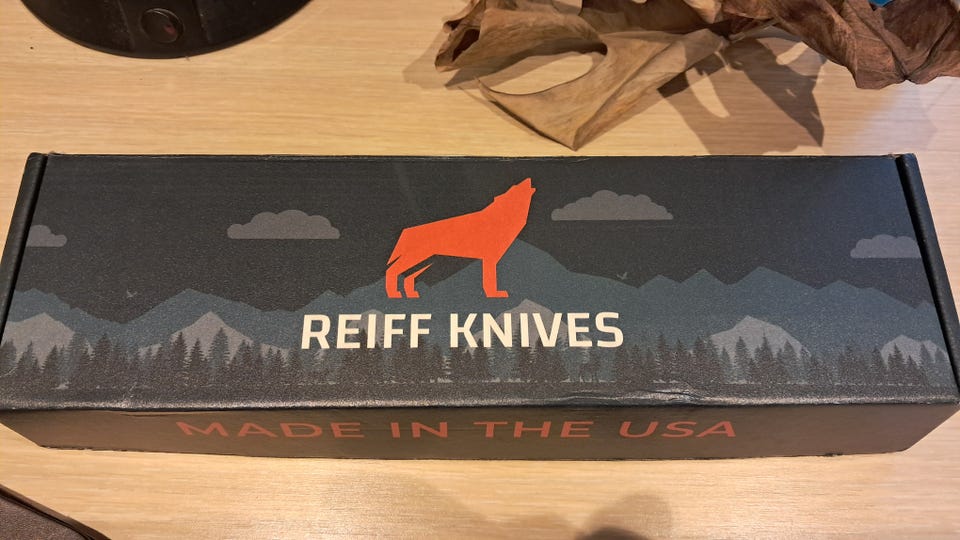 REIFF KNIVES
MADE IN THE USA